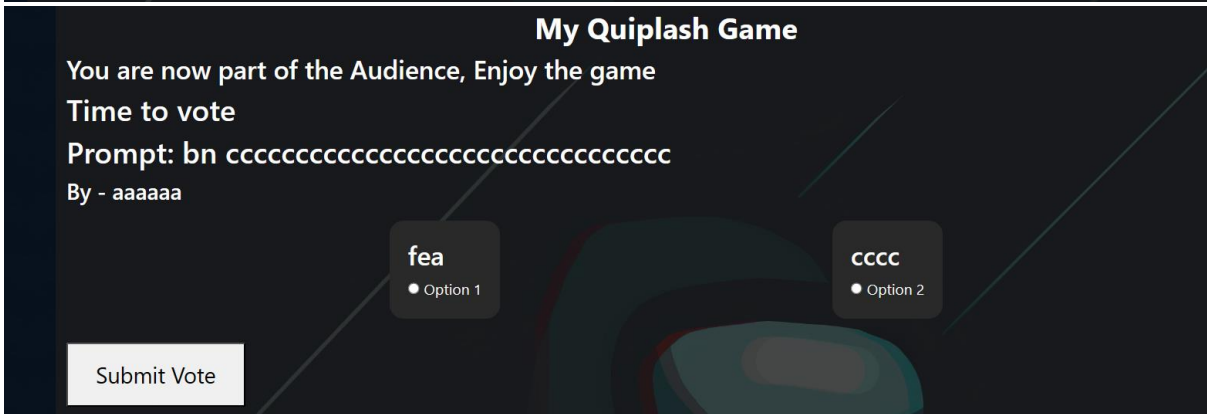 My Quiplash Game
You are now part of the Audience, Enjoy the game
Time to vote
Prompt: bn cccccccccccccccccccccccccccccccc
By - aaaaaa
fea
Option 1
cccc
Option 2
Submit Vote